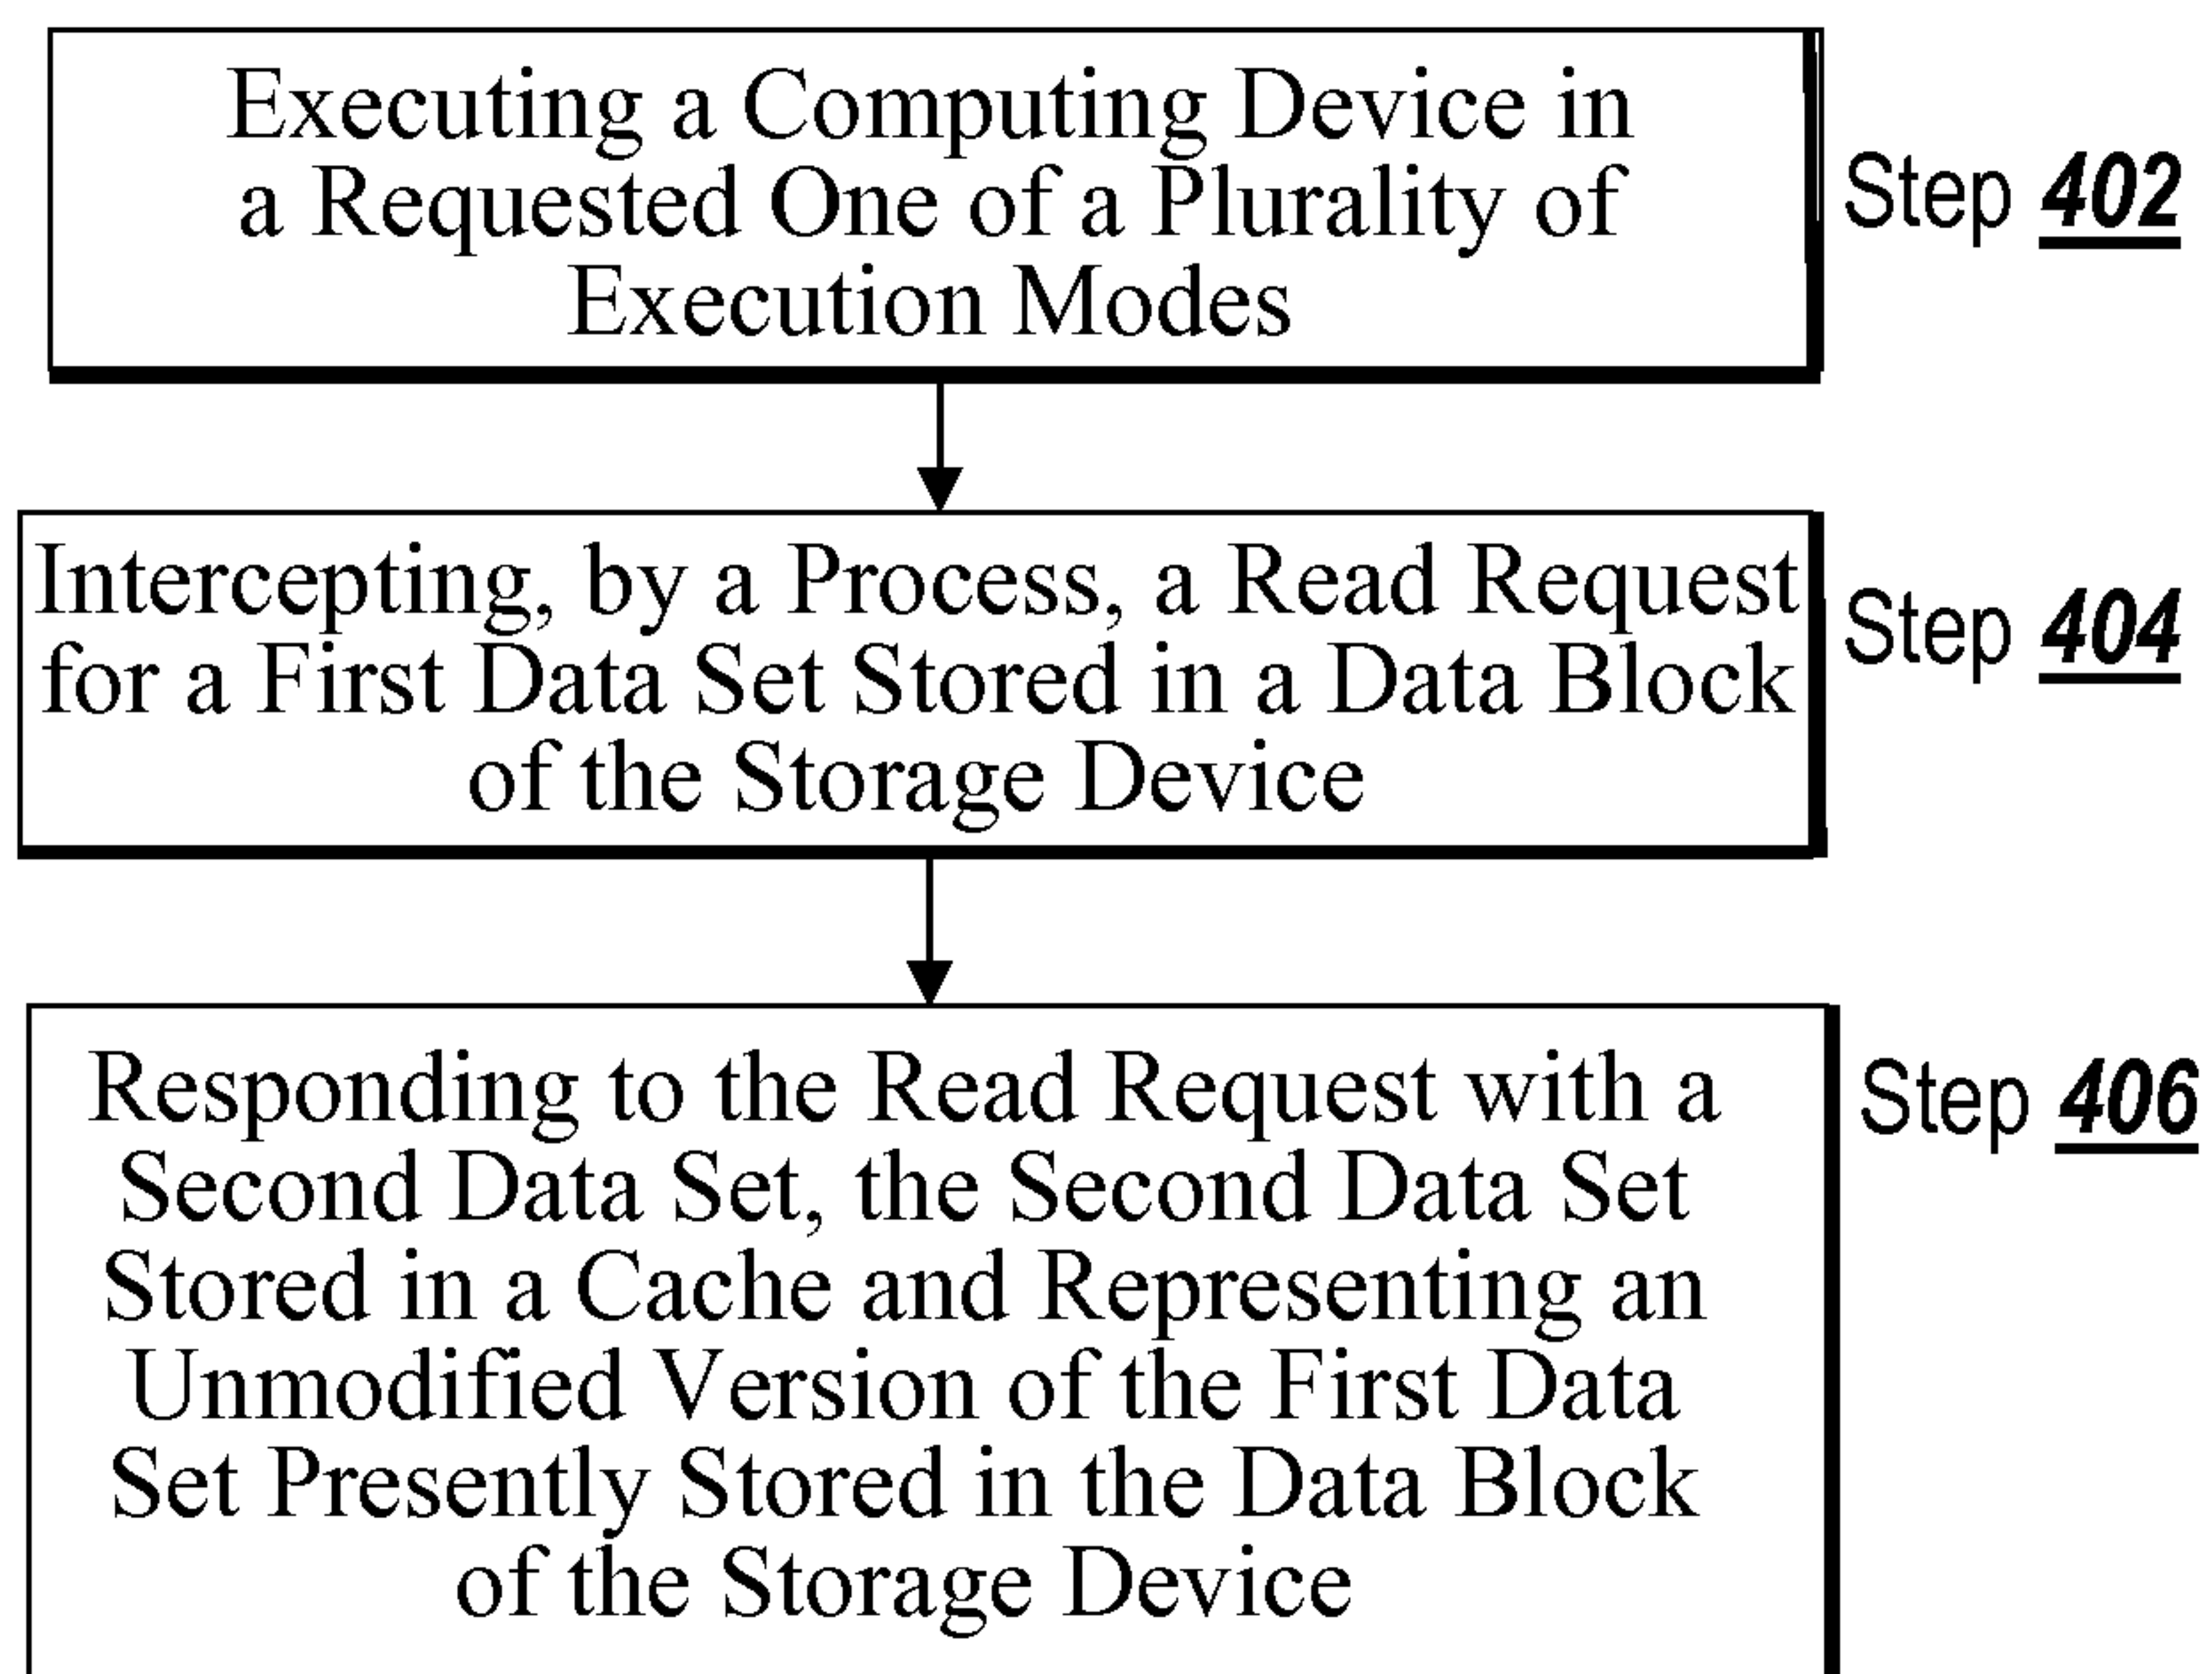 Executing a Computing Device in
a Requested One of a Plurality of
Execution Modes
Step 402
Intercepting, by a Process, a Read Request
for a First Data Set Stored in a Data Block
of the Storage Device
Step 404
Responding to the Read Request with a
Second Data Set, the Second Data Set
Stored in a Cache and Representing an
Unmodified Version of the First Data
Set Presently Stored in the Data Block
of the Storage Device
Step 406